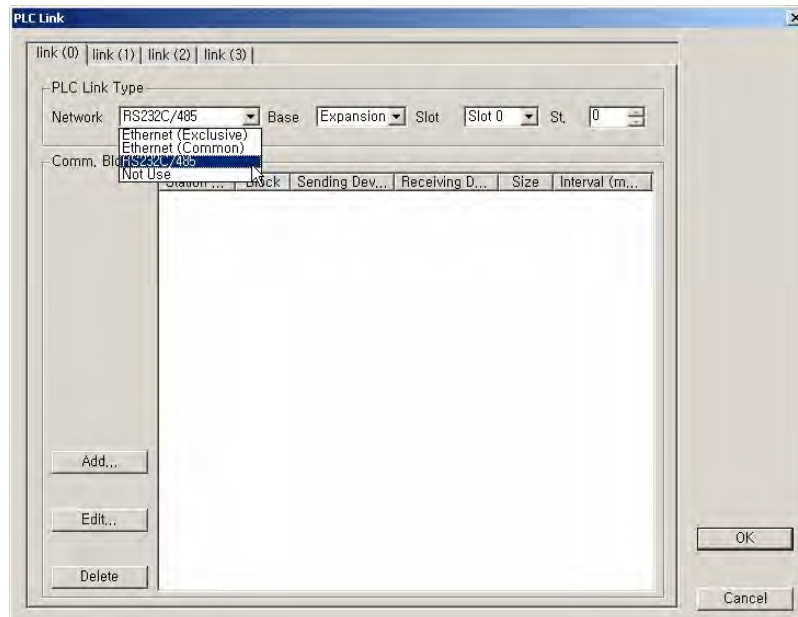 PLC Link
link (0) link (1) link (2) link (3)
PLC Link Type
Network RS232C/485 Base Expansion Slot Slot 0 St, 0
Ethernet (Exclusive)
Ethernet (Common)
RS232C/485
Not Use
Comm,
Block Sending Dev... Receiving D... Size Interval (m...
Add...
Edit...
Delete
OK
Cancel